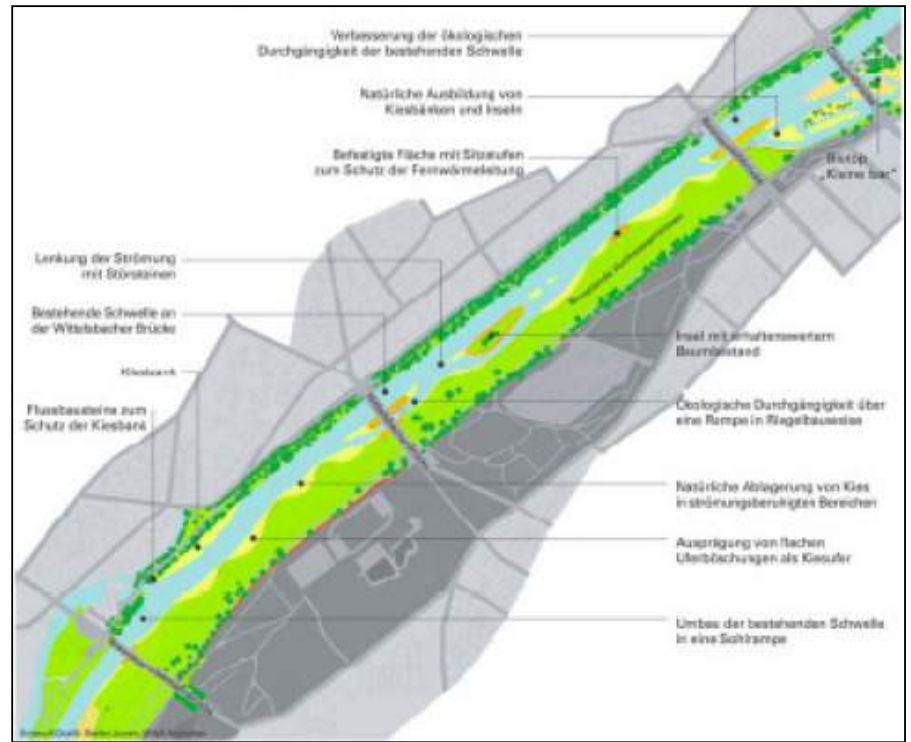 Verbesserung der ökologischen
Durchgängigkeit der bestehenden Schwelle
Natürliche Ausbildung von
Kiesbänken und Inseln
Befestigte Fläche mit Sitzstufen
zum Schutz der Fernwärmeleitung
Biotop
„Kleine Isar“
Lenkung der Strömung
mit Störsteinen
Bestehende Schwelle an
der Wittelsbacher Brücke
Kiesbank
Flussbausteine zum
Schutz der Kiesbank
Insel mit erhaltenswertem
Baumbestand
Ökologische Durchgängigkeit über
eine Rampe in Riegelbauweise
Natürliche Ablagerung von Kies
in strömungsberuhigten Bereichen
Ausprägung von flachen
Uferböschungen als Kiesufer
Umbau der bestehenden Schwelle
in eine Sohlrampe